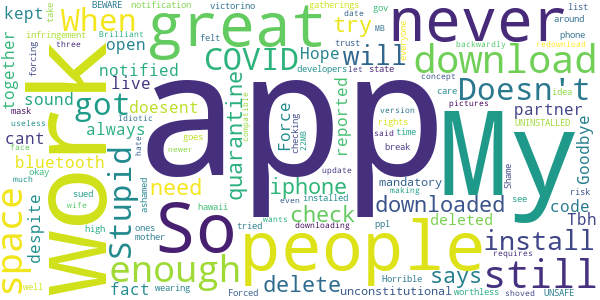 BEWARE notification victorino gatherings gov
kept When great never
take date MB list
infringement three Brilliant felt try trust around
together open notified COVID Hope will download phone everyone
forcing developers let state backwardly redownload
Work got live app My
sound doesent quarantine Force checking reported Doesn't concept idea
mask always care pictures
useless Idiotic hate compatible rights version UNINSTALLED
cant face bluetooth goes newer 22MB said time partner Goodbye
okay iphone break mandatory code
space much Stupid need update downloaded making risk
despite sued wife ashamed So check deleted Shame see Tbh
high ones hawaii even installed wants ppl
mother tried downloading people install
enough delete says still
fact wearing Horrible requires
well Forced unconstitutional worthless shoved UNSAFE